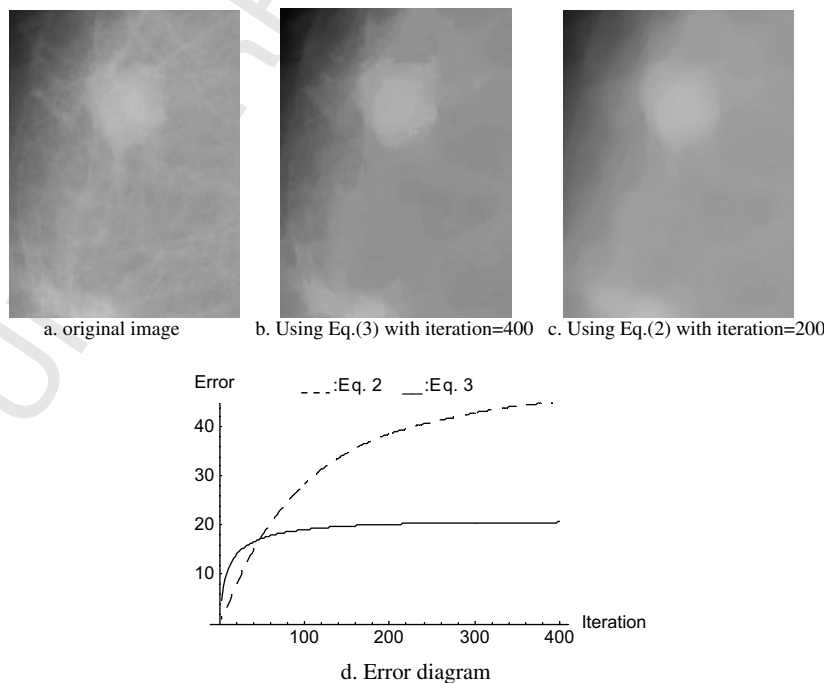 a. original image
b. Using Eq.(3) with iteration=400
c. Using Eq.(2) with iteration=200
Error
:Eq. 2
:Eq. 3
40
30
20
10
100
200
300
400
Iteration
d. Error diagram